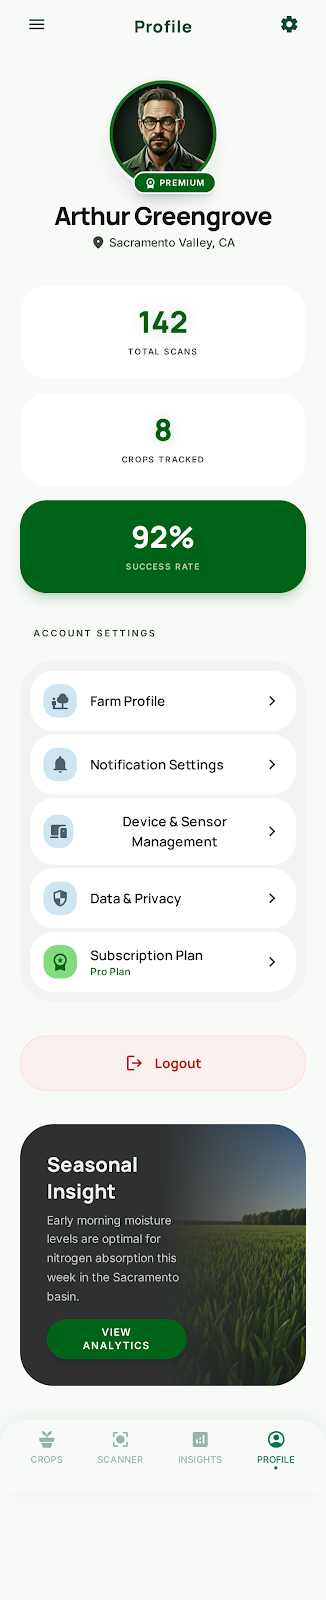 Profile
PREMIUM
Arthur Greengrove
Sacramento Valley, CA
142
TOTAL SCANS
8
CROPS TRACKED
92%
SUCCESS RATE
ACCOUNT SETTINGS
Farm Profile
Notification Settings
Device & Sensor
Management
Data & Privacy
Subscription Plan
Pro Plan
Logout
Seasonal
Insight
Early morning moisture
levels are optimal for
nitrogen absorption this
week in the Sacramento
basin.
VIEW
ANALYTICS
CROPS
SCANNER
INSIGHTS
PROFILE